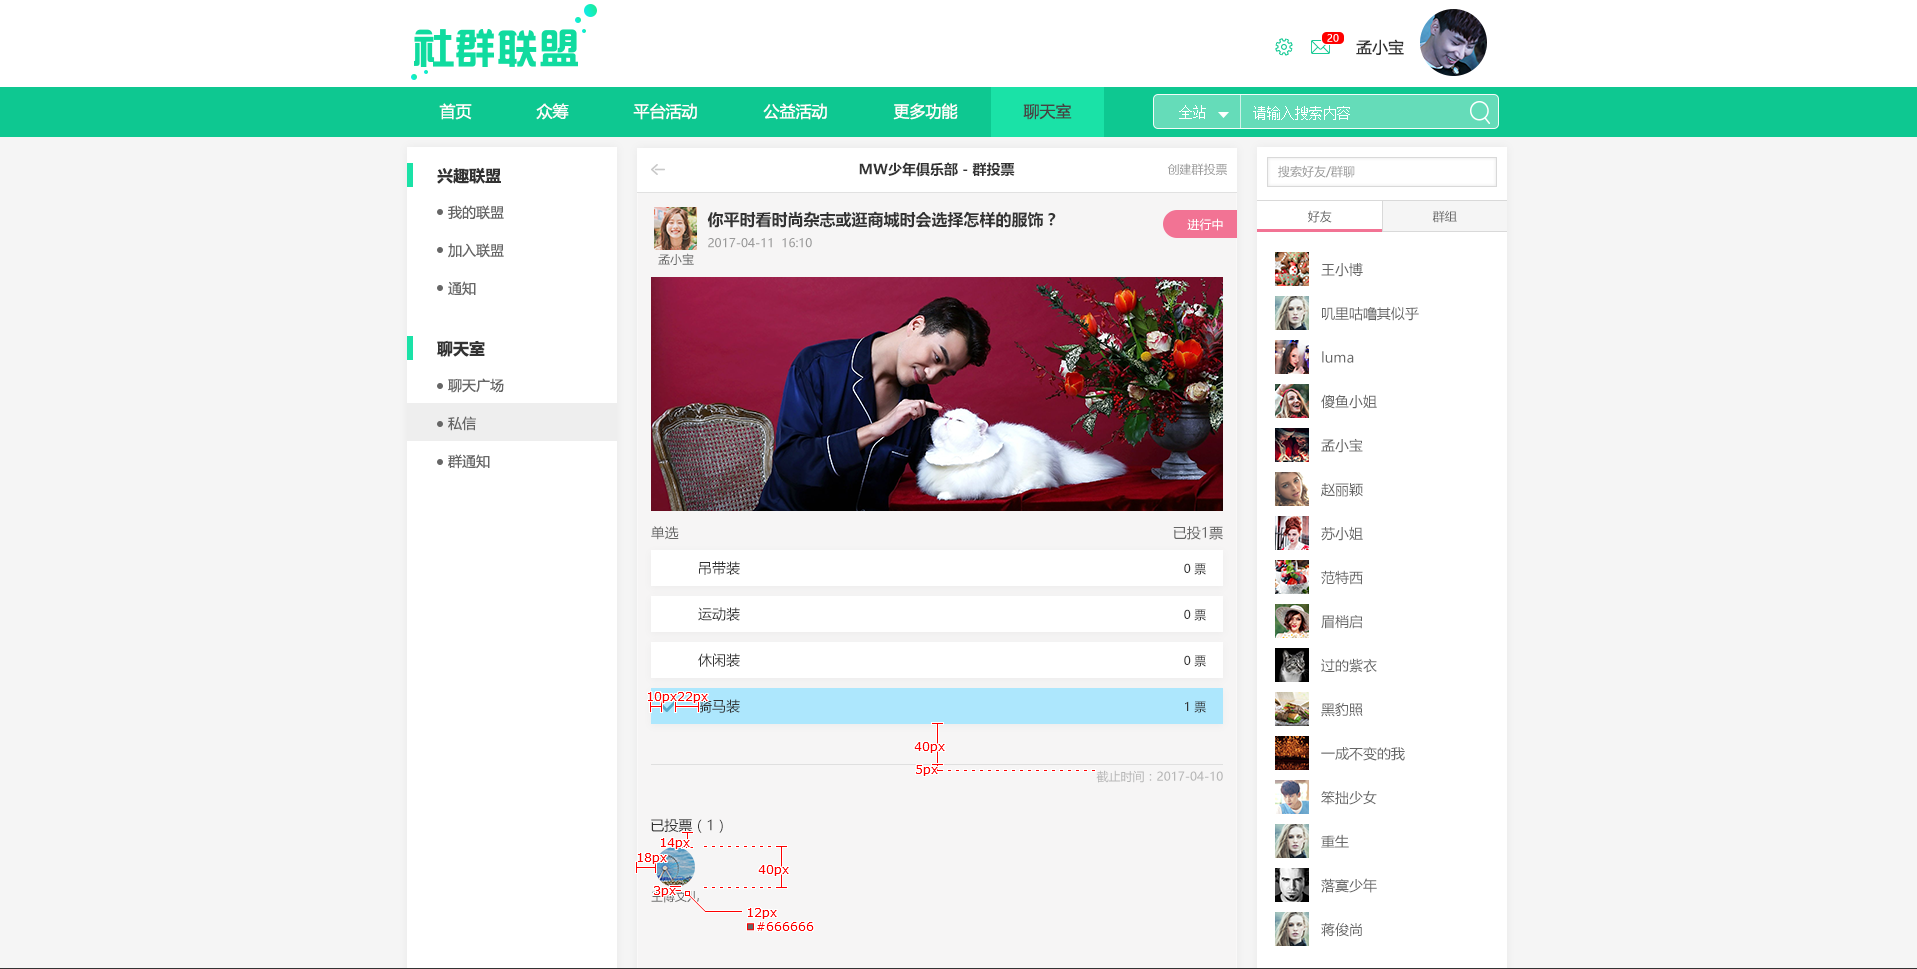 社群联盟
20
孟小宝
首页
众筹
平台活动
公益活动
更多功能
聊天室
全站
请输入搜索内容
兴趣联盟
我的联盟
加入联盟
通知
聊天室
聊天广场
私信
群通知
MW少年俱乐部 - 群投票
创建群投票
你平时看时尚杂志或逛商城时会选择怎样的服饰？
2017-04-11 16:10
孟小宝
进行中
单选
已投1票
吊带装
0 票
运动装
0 票
休闲装
0 票
10px22px
骑马装
1 票
40px
5px
截止时间：2017-04-10
已投票（1）
14px
18px
40px
3px
12px
#666666
搜索好友/群聊
好友
群组
王小博
叽里咕噜其似乎
luma
傻鱼小姐
孟小宝
赵丽颖
苏小姐
范特西
眉梢启
过的紫衣
黑豹照
一成不变的我
笨拙少女
重生
落寞少年
蒋俊尚